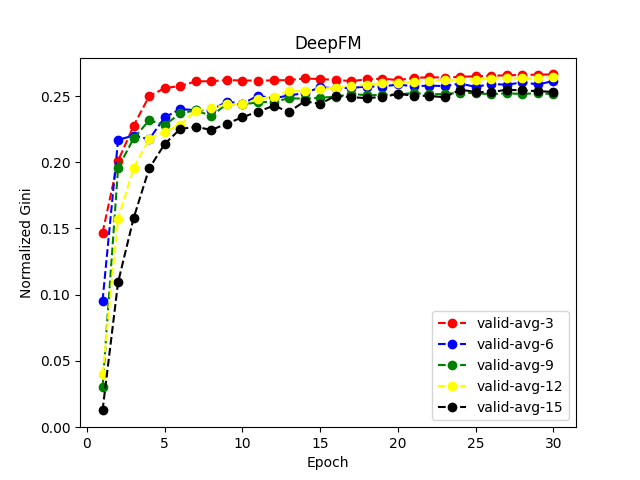 DeepFM
Normalized Gini
0.25
0.20
0.15
0.10
0.05
0.00
0 5 10 15 20 25 30
Epoch
valid-avg-3
valid-avg-6
valid-avg-9
valid-avg-12
valid-avg-15